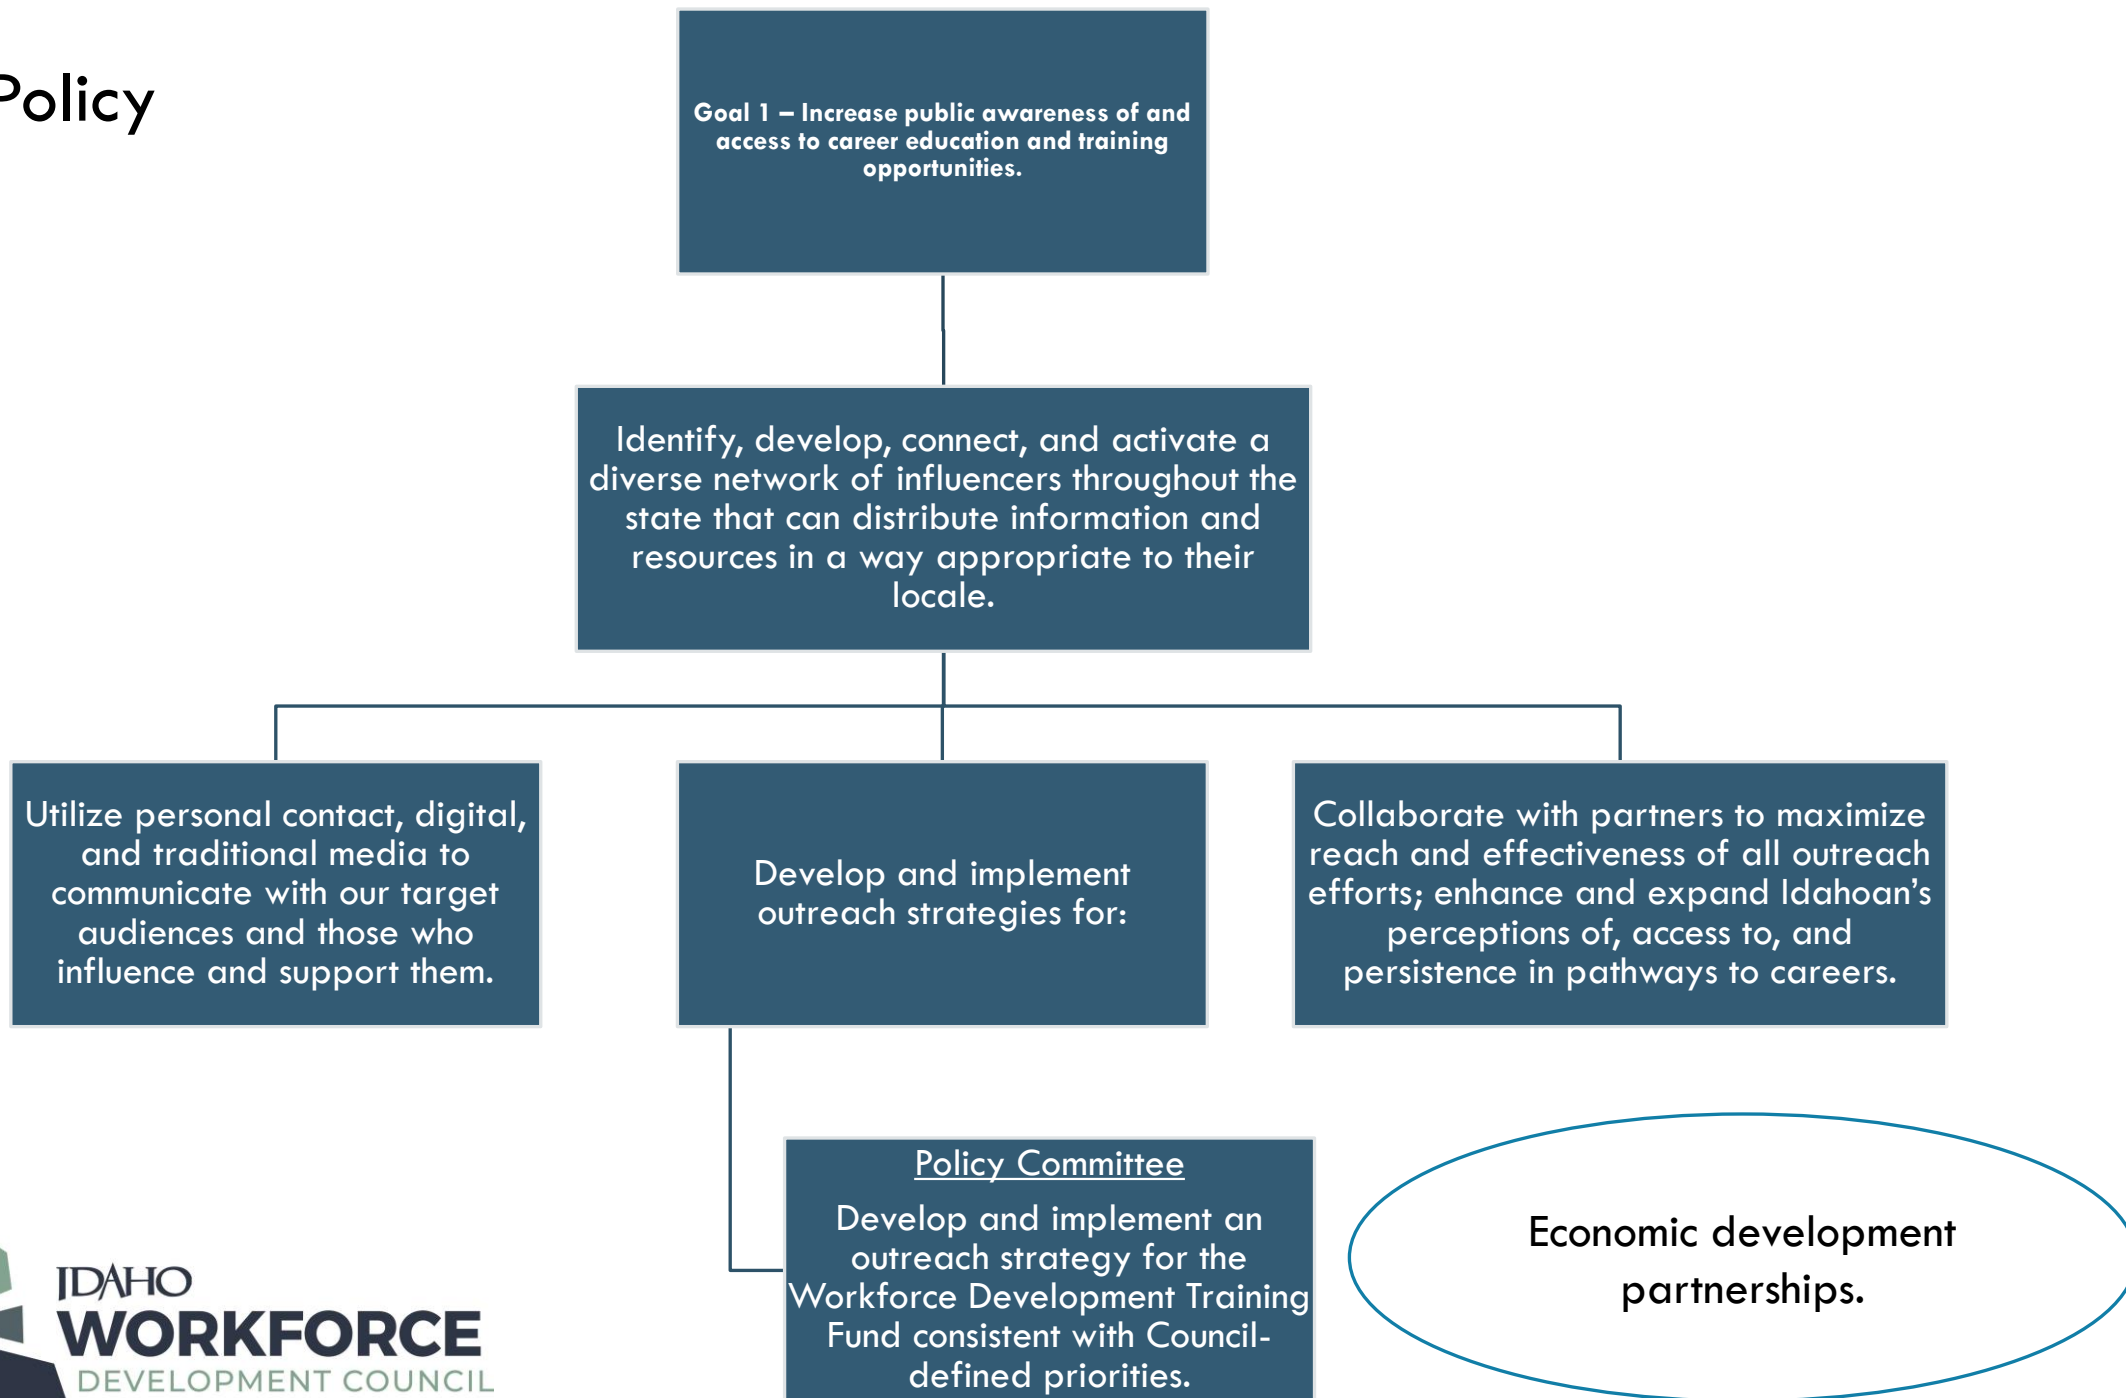 Policy
Goal 1 – Increase public awareness of and
access to career education and training
opportunities.
Identify, develop, connect, and activate a
diverse network of influencers throughout the
state that can distribute information and
resources in a way appropriate to their
locale.
Utilize personal contact, digital,
and traditional media to
communicate with our target
audiences and those who
influence and support them.
Develop and implement
outreach strategies for:
Collaborate with partners to maximize
reach and effectiveness of all outreach
efforts; enhance and expand Idahoan’s
perceptions of, access to, and
persistence in pathways to careers.
Policy Committee
Develop and implement an
outreach strategy for the
Workforce Development Training
Fund consistent with Council-
defined priorities.
Economic development
partnerships.
IDAHO
WORKFORCE
DEVELOPMENT COUNCIL